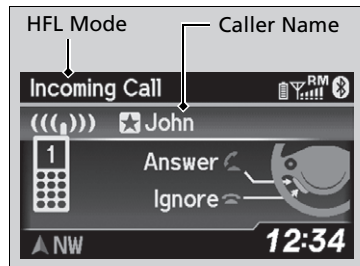 HFL Mode Caller Name
Incoming Call RM
John
1
Answer
Ignore
NW 12:34